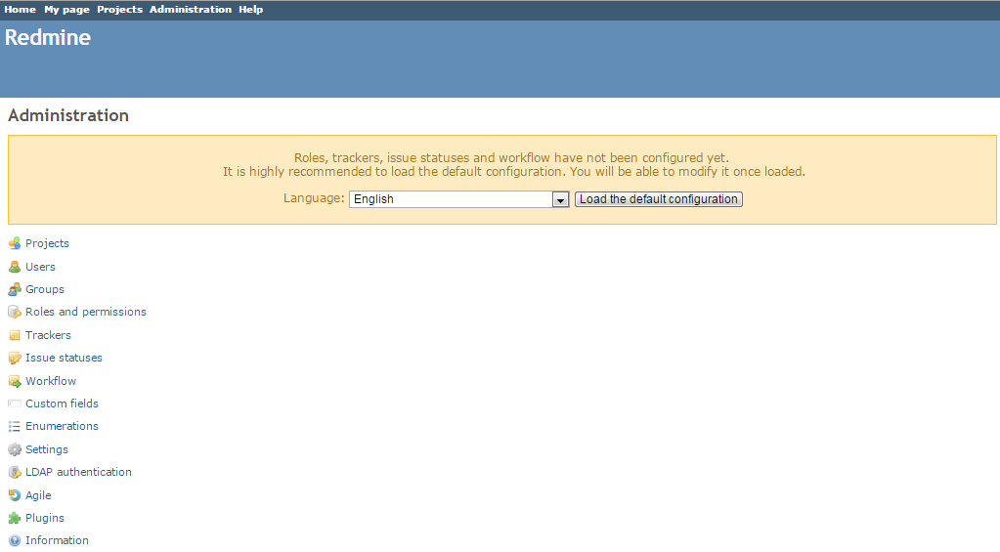 Home My page Projects Administration Help
Redmine
Administration
Roles, trackers, issue statuses and workflow have not been configured yet.
It is highly recommended to load the default configuration. You will be able to modify it once loaded.
Language: English Load the default configuration
Projects
Users
Groups
Roles and permissions
Trackers
Issue statuses
Workflow
Custom fields
Enumerations
Settings
LDAP authentication
Agile
Plugins
Information